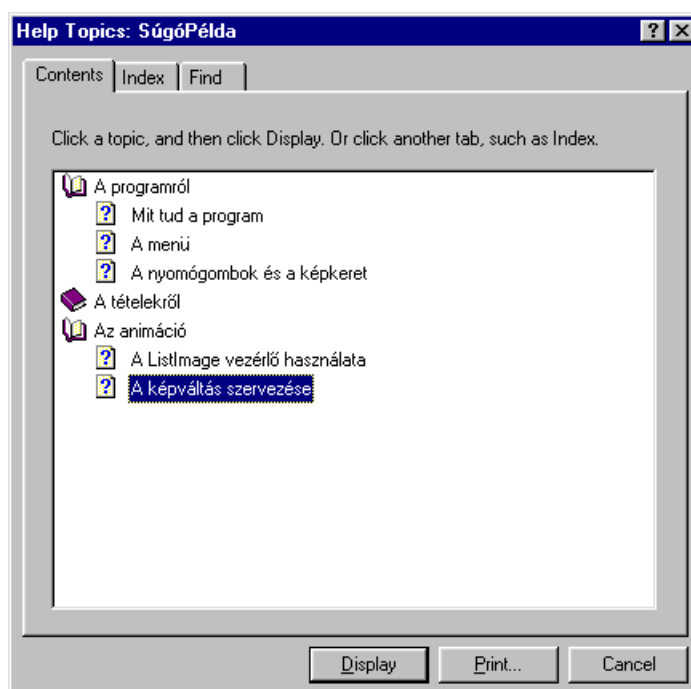 Help Topics: SúgóPélda
Contents Index Find
Click a topic, and then click Display. Or click another tab, such as Index.
A programról
Mit tud a program
A menü
A nyomógombok és a képkeret
A tételekről
Az animáció
A ListImage vezérlő használata
A képváltás szervezése
Display Print... Cancel